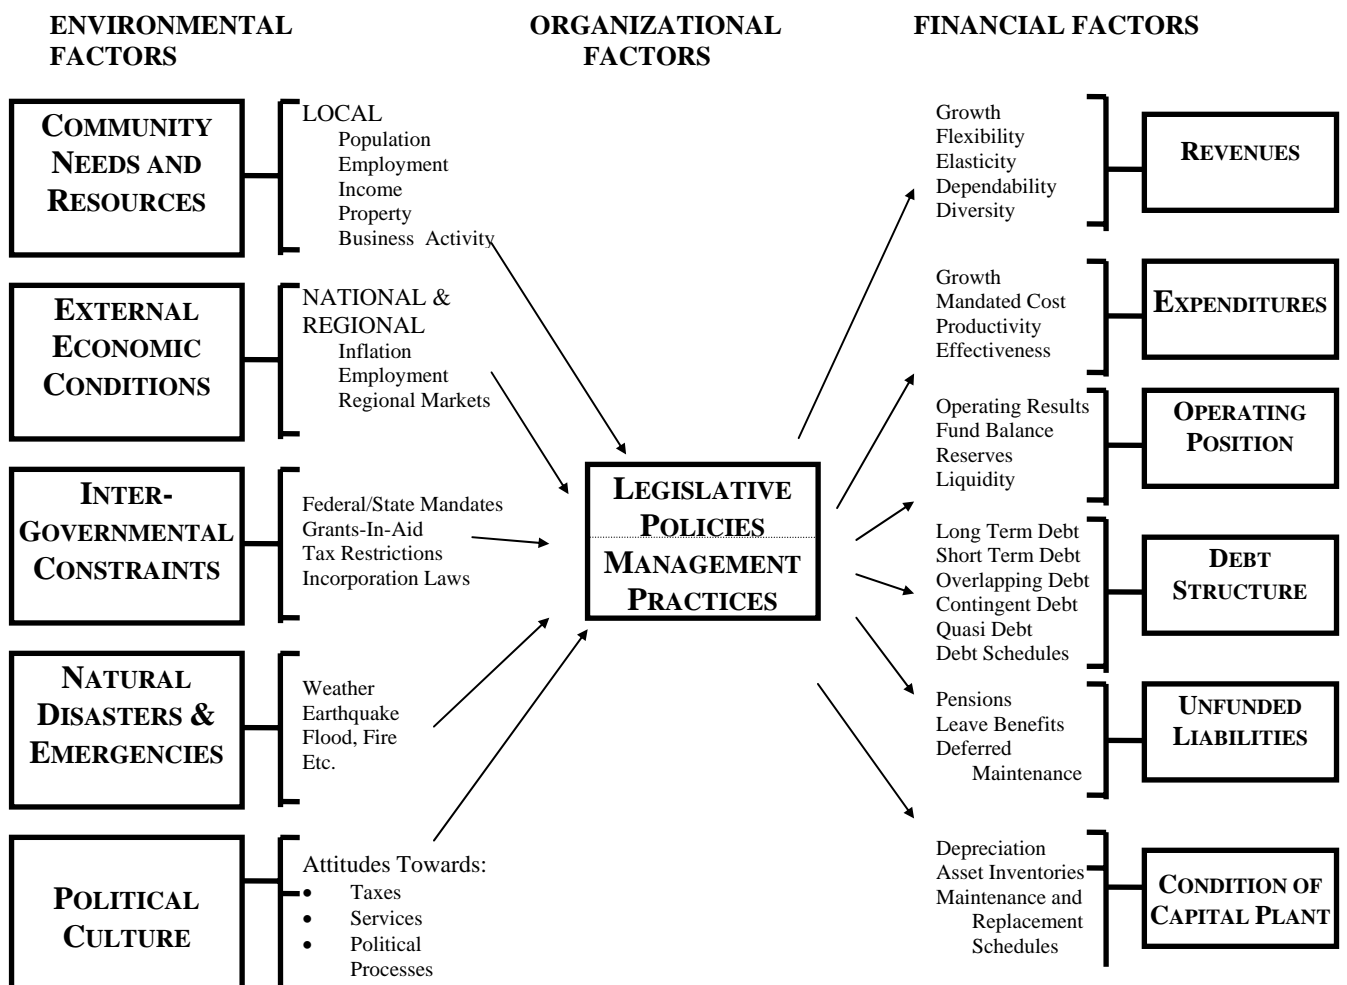 ENVIRONMENTAL
FACTORS
ORGANIZATIONAL
FACTORS
FINANCIAL FACTORS
COMMUNITY
NEEDS AND
RESOURCES
LOCAL
Population
Employment
Income
Property
Business Activity
EXTERNAL
ECONOMIC
CONDITIONS
NATIONAL &
REGIONAL
Inflation
Employment
Regional Markets
INTER-
GOVERNMENTAL
CONSTRAINTS
Federal/State Mandates
Grants-In-Aid
Tax Restrictions
Incorporation Laws
NATURAL
DISASTERS &
EMERGENCIES
Weather
Earthquake
Flood, Fire
Etc.
POLITICAL
CULTURE
Attitudes Towards:
• Taxes
• Services
• Political
Processes
LEGISLATIVE
POLICIES
MANAGEMENT
PRACTICES
Growth
Flexibility
Elasticity
Dependability
Diversity
REVENUES
Growth
Mandated Cost
Productivity
Effectiveness
EXPENDITURES
Operating Results
Fund Balance
Reserves
Liquidity
OPERATING
POSITION
Long Term Debt
Short Term Debt
Overlapping Debt
Contingent Debt
Quasi Debt
Debt Schedules
DEBT
STRUCTURE
Pensions
Leave Benefits
Deferred
Maintenance
UNFUNDED
LIABILITIES
Depreciation
Asset Inventories
Maintenance and
Replacement
Schedules
CONDITION OF
CAPITAL PLANT